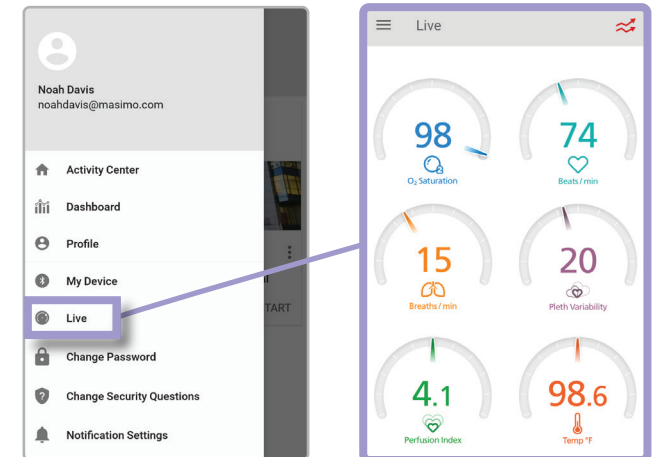 Noah Davis
noahdavis@masimo.com
Activity Center
Dashboard
Profile
My Device
Live
START
Change Password
Change Security Questions
Notification Settings
Live
98
O₂ Saturation
74
Beats/min
15
Breaths/min
20
Pleth Variability
4.1
Perfusion Index
98.6
Temp °F